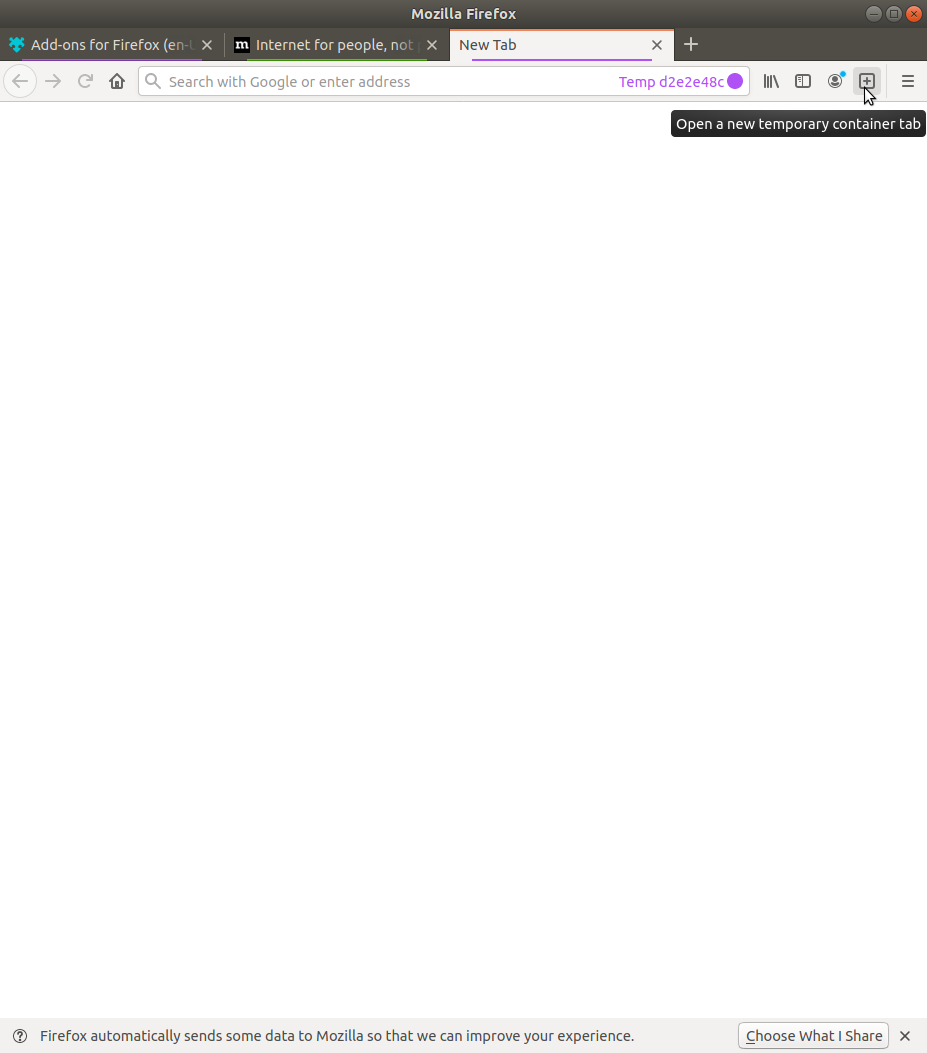 Mozilla Firefox
Add-ons for Firefox (en-
m Internet for people, not
New Tab
Search with Google or enter address Temp d2e2e48c
Open a new temporary container tab
Firefox automatically sends some data to Mozilla so that we can improve your experience. Choose What I Share